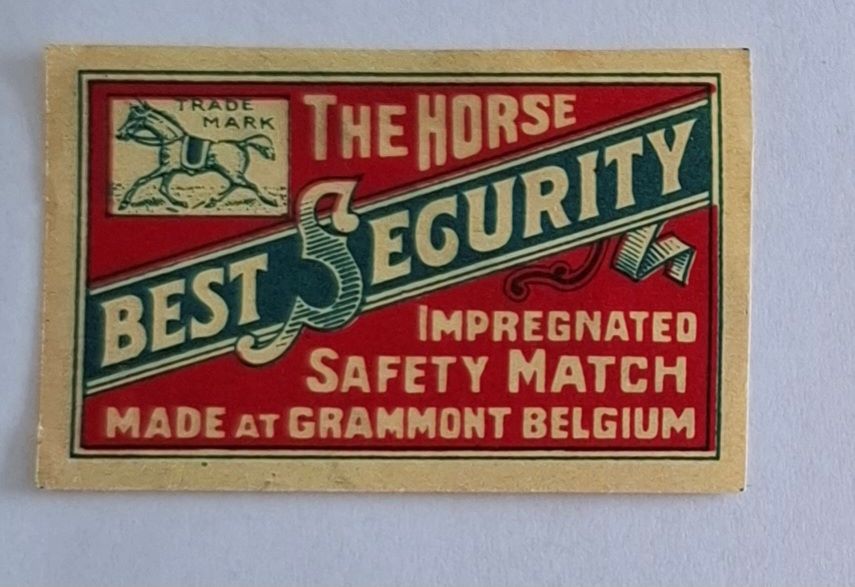 TRADE
MARK
THE HORSE
BEST SECURITY
IMPREGNATED
SAFETY MATCH
MADE AT GRAMMONT BELGIUM